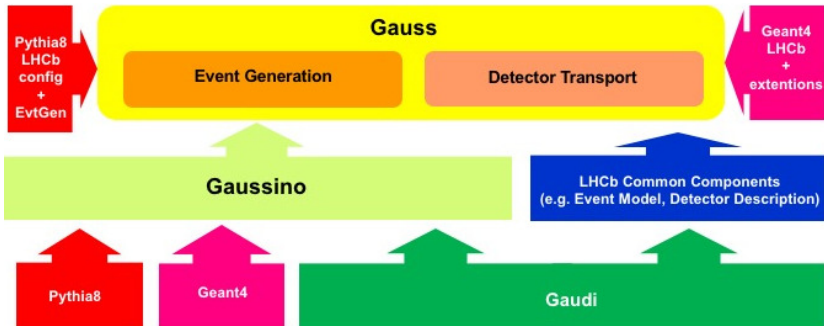 Pythia8
LHCb
config
+
EvtGen
Gauss
Event Generation
Detector Transport
Geant4
LHCb
+
extentions
Gaussino
LHCb Common Components
(e.g. Event Model, Detector Description)
Pythia8
Geant4
Gaudi